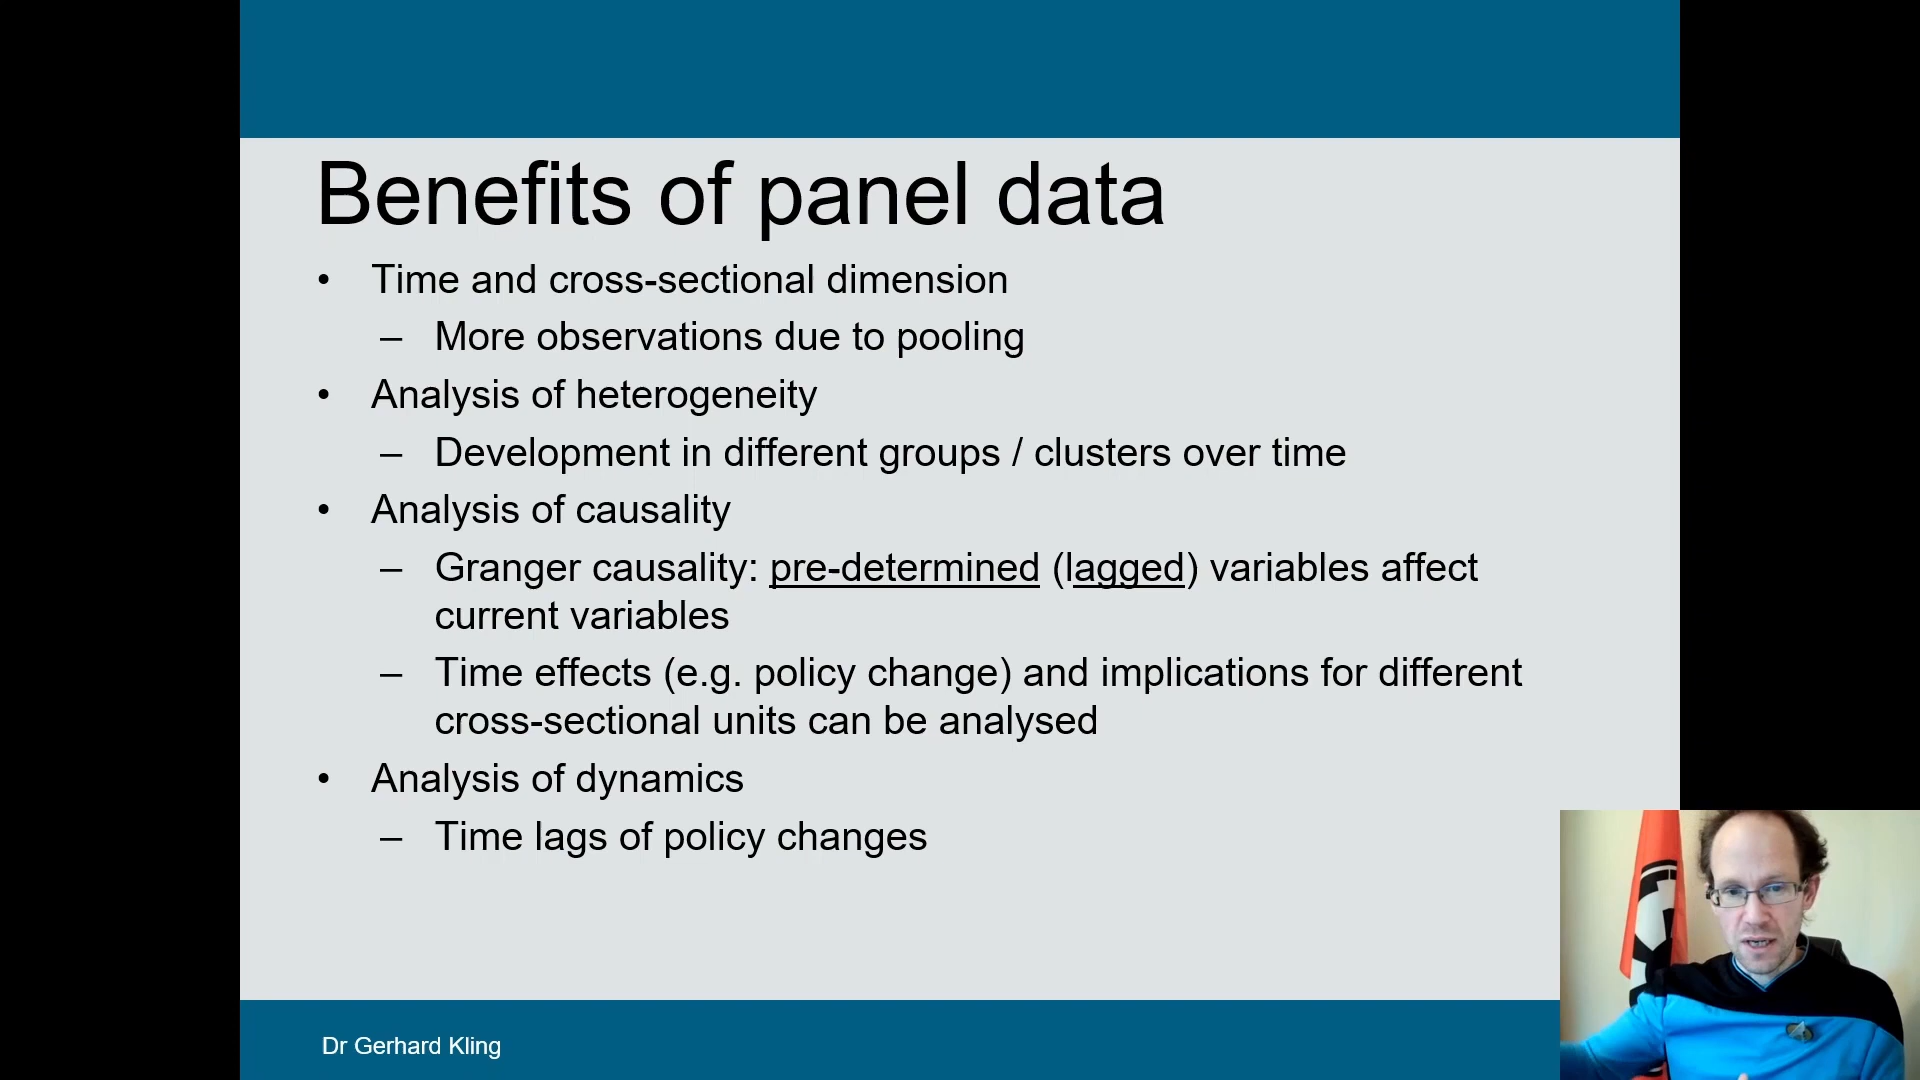 Benefits of panel data
• Time and cross-sectional dimension
– More observations due to pooling
• Analysis of heterogeneity
– Development in different groups / clusters over time
• Analysis of causality
– Granger causality: pre-determined (lagged) variables affect
current variables
– Time effects (e.g. policy change) and implications for different
cross-sectional units can be analysed
• Analysis of dynamics
– Time lags of policy changes
Dr Gerhard Kling